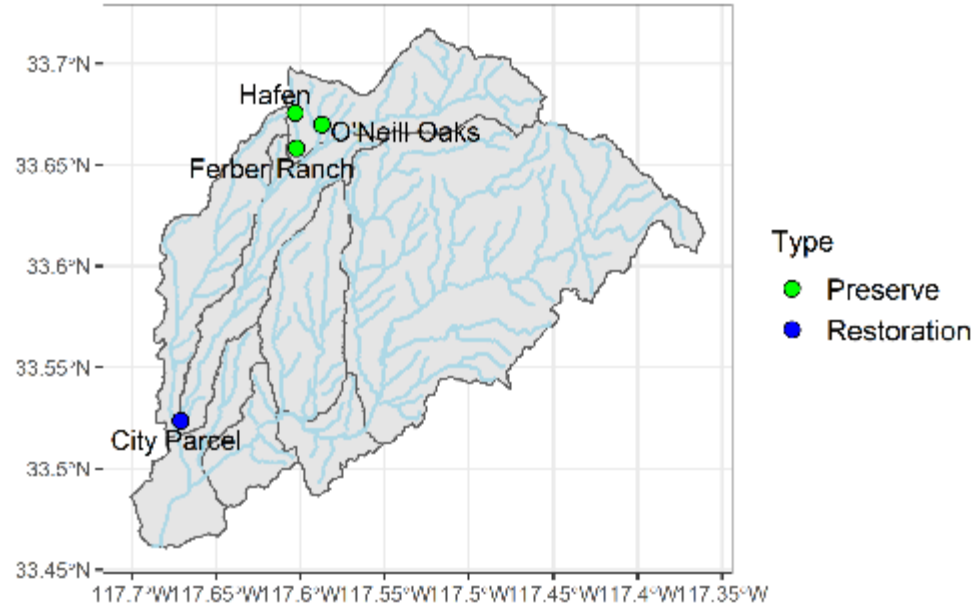 33.7°N
Hafen
O'Neill Oaks
33.65°N
Ferber Ranch
33.6°N
Type
Preserve
Restoration
33.55°N
City Parcel
33.5°N
33.45°N
117.7°W117.65°W117.6°W117.55°W117.5°W117.45°W117.4°W117.35°W